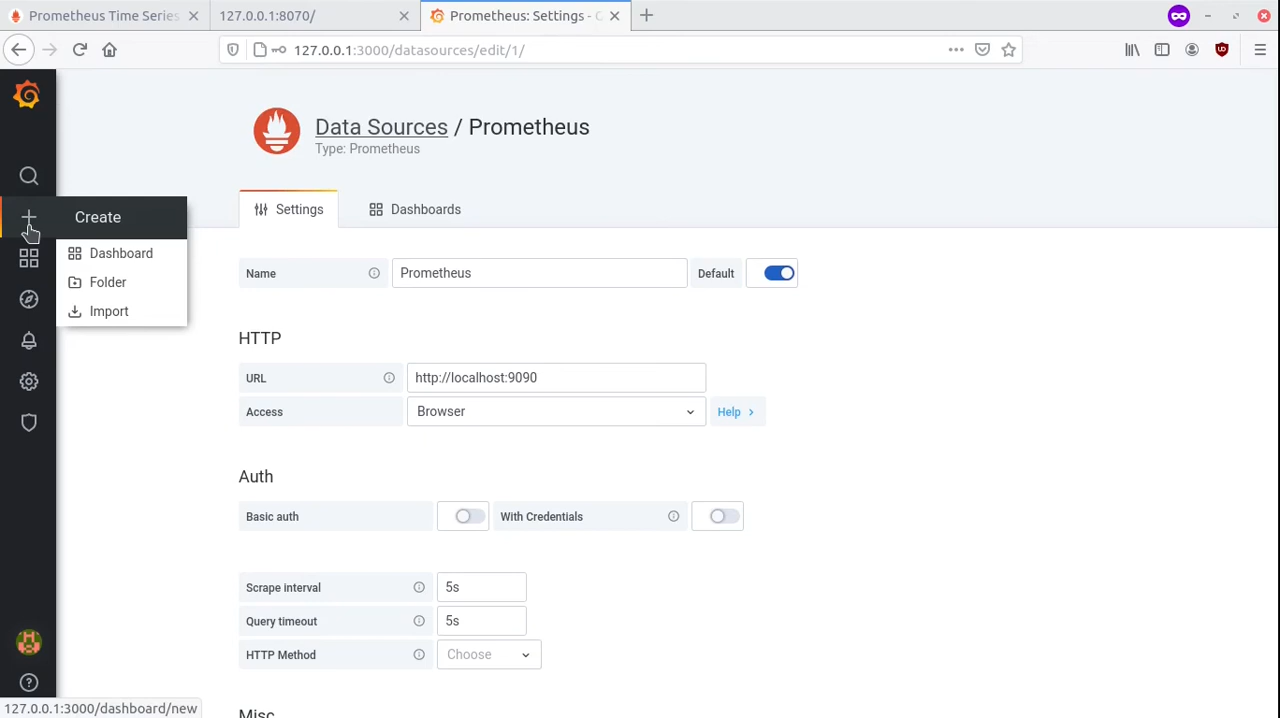 Prometheus Time Series
127.0.0.1:8070/
Prometheus: Settings - G
127.0.0.1:3000/datasources/edit/1/
Data Sources / Prometheus
Type: Prometheus
Settings
Dashboards
Create
Dashboard
Folder
Import
Name
Prometheus
Default
HTTP
URL
http://localhost:9090
Access
Browser
Help >
Auth
Basic auth
With Credentials
Scrape interval
5s
Query timeout
5s
HTTP Method
Choose
Misc
127.0.0.1:3000/dashboard/new